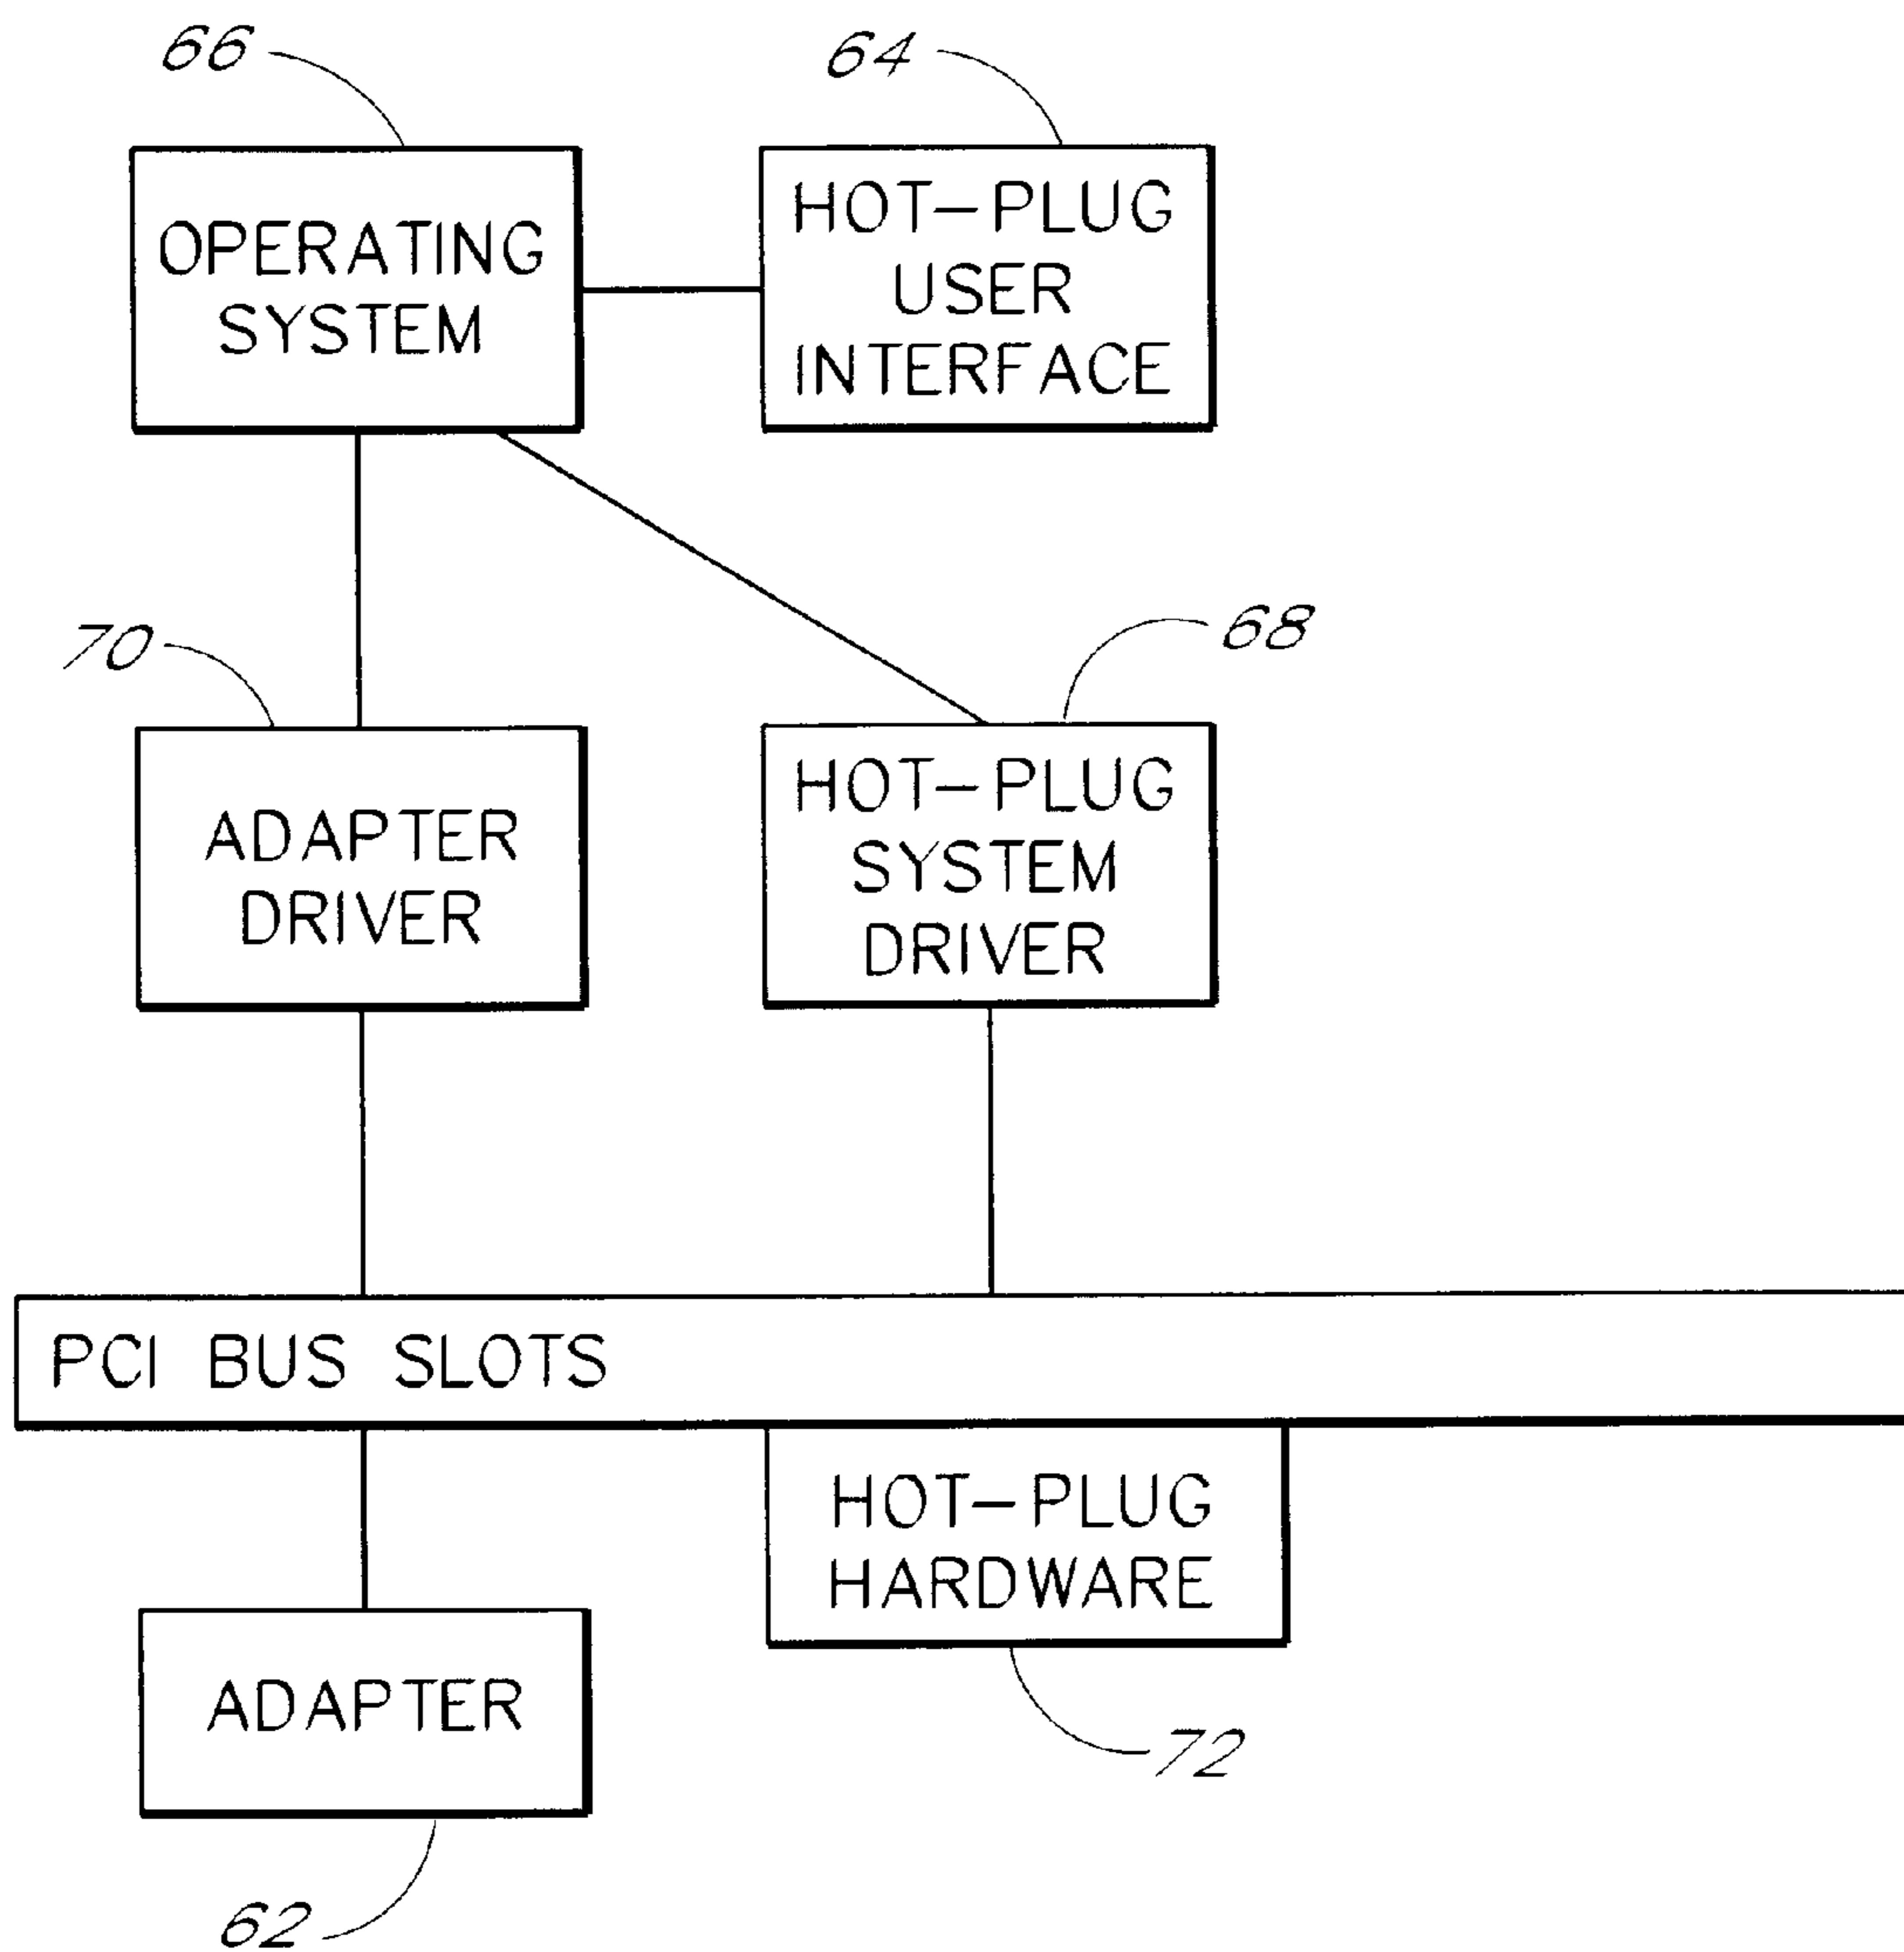 66
64
OPERATING
SYSTEM
HOT-PLUG
USER
INTERFACE
70
68
ADAPTER
DRIVER
HOT-PLUG
SYSTEM
DRIVER
PCI BUS SLOTS
HOT-PLUG
HARDWARE
ADAPTER
72
62